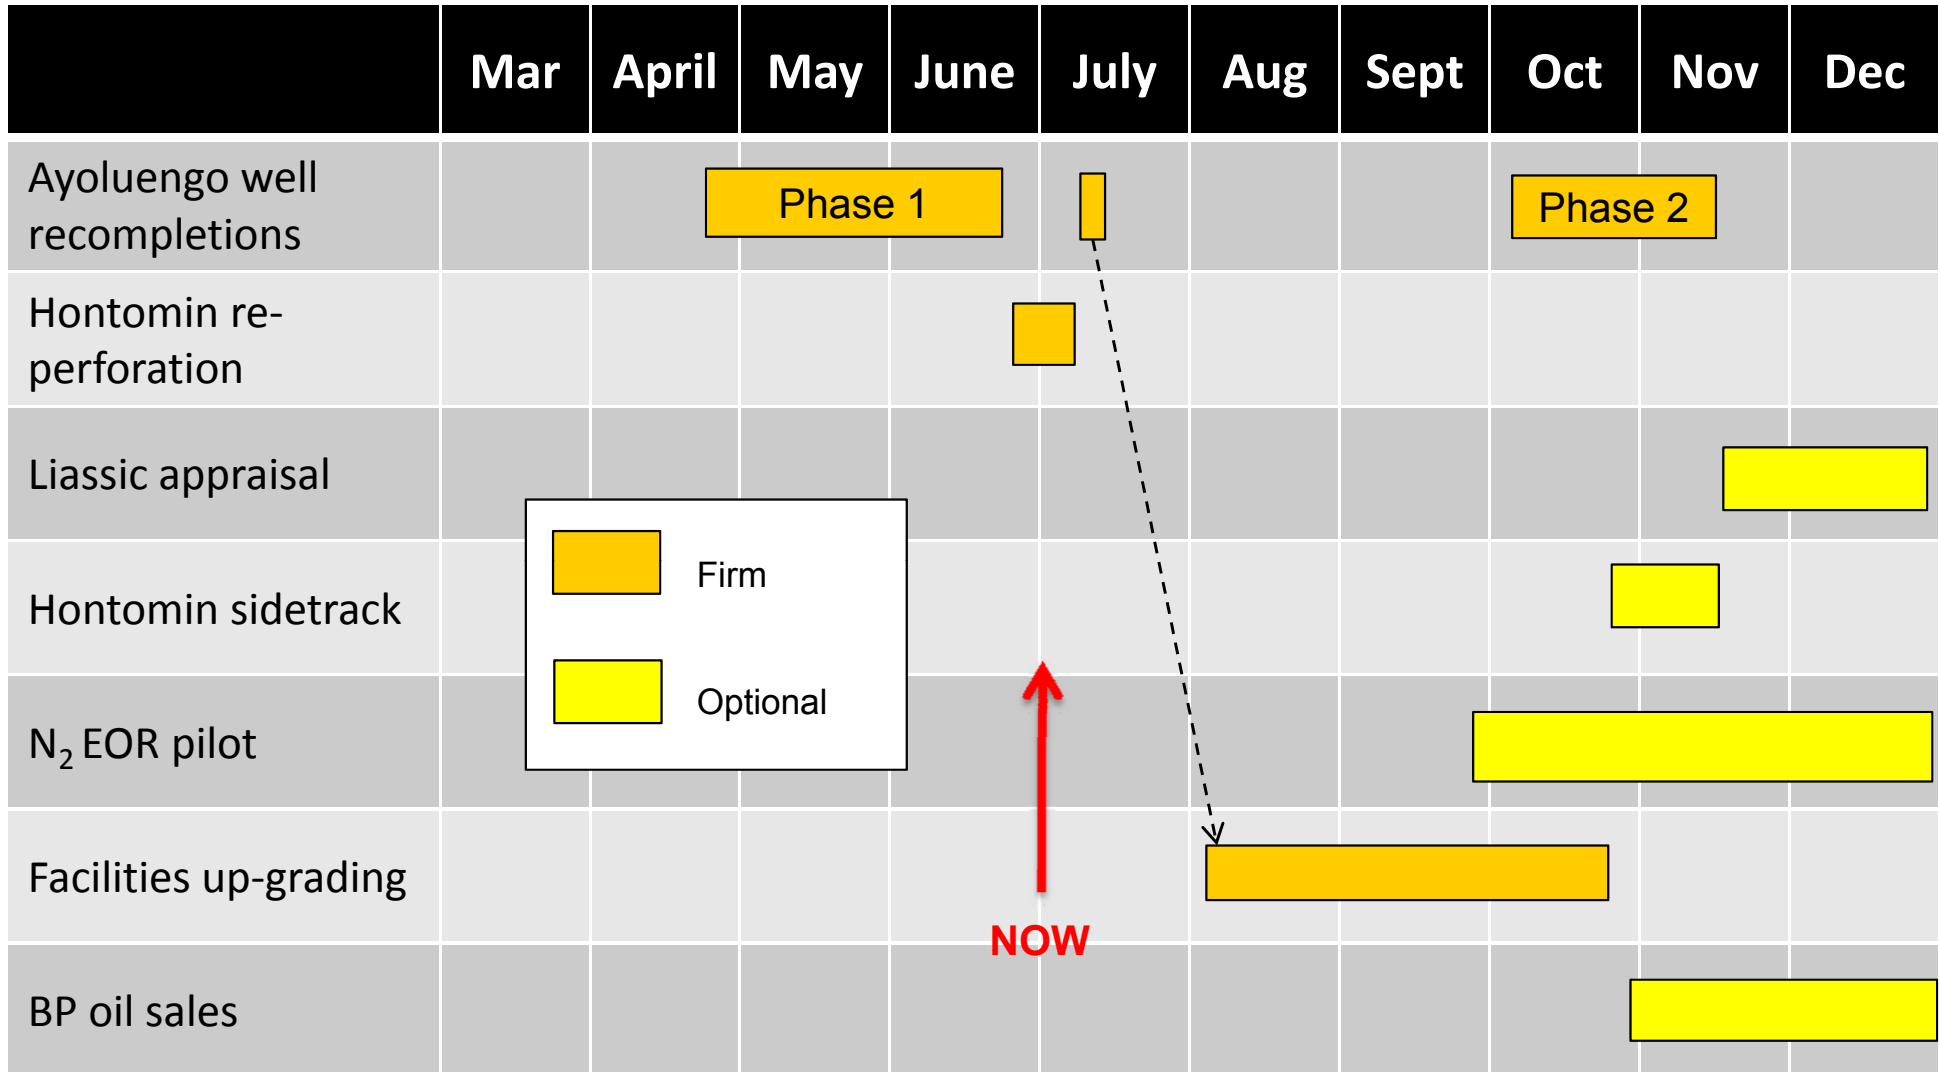 Mar April May June July Aug Sept Oct Nov Dec
Ayoluengo well
recompletions
Phase 1
Phase 2
Hontomin re-
perforation
Liassic appraisal
Firm
Hontomin sidetrack
Optional
N₂ EOR pilot
Facilities up-grading
NOW
BP oil sales